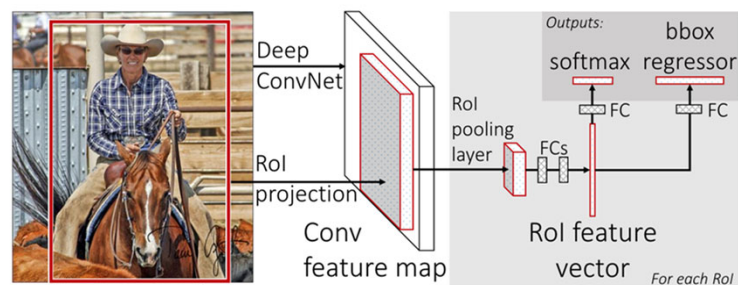 Deep
ConvNet
RoI
projection
Conv
feature map
RoI
pooling
layer
FCs
RoI feature
vector
Outputs:
softmax
bbox
regressor
FC
FC
For each RoI